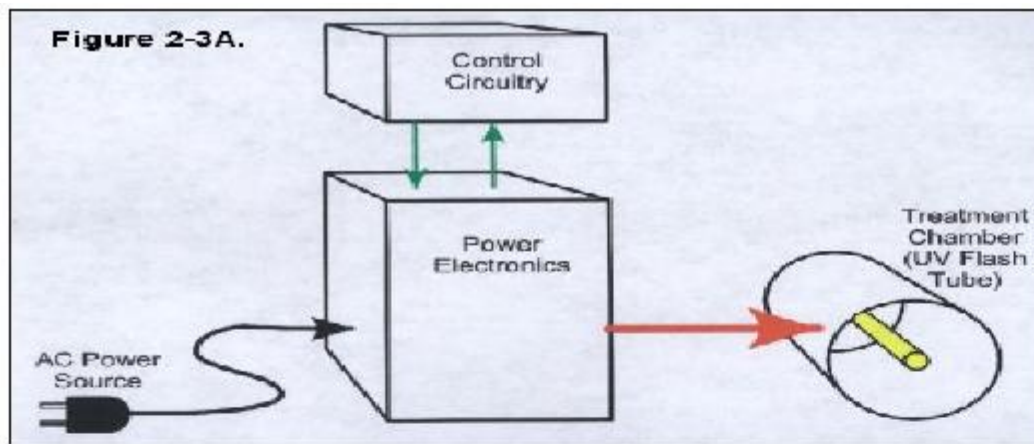 Figure 2-3A.
Control
Circuitry
Power
Electronics
Treatment
Chamber
(UV Flash
Tube)
AC Power
Source